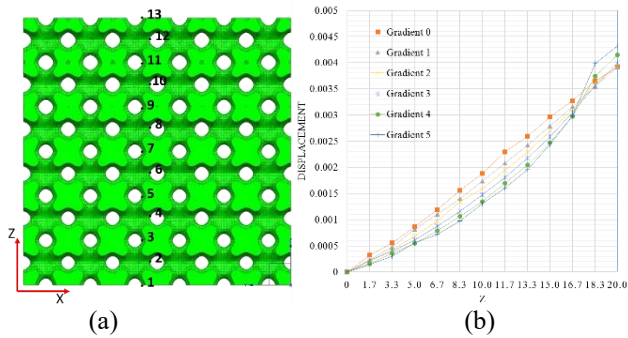 .13
.12
.11
.10
.9
.8
.7
.6
.5
.4
.3
.2
.1
Z
X
(a)
0.005
0.0045
0.004
0.0035
0.003
0.0025
0.002
0.0015
0.001
0.0005
0
DISPLACEMENT
Gradient 0
Gradient 1
Gradient 2
Gradient 3
Gradient 4
Gradient 5
0 1.7 3.3 5.0 6.7 8.3 10.0 11.7 13.3 15.0 16.7 18.3 20.0
Z
(b)